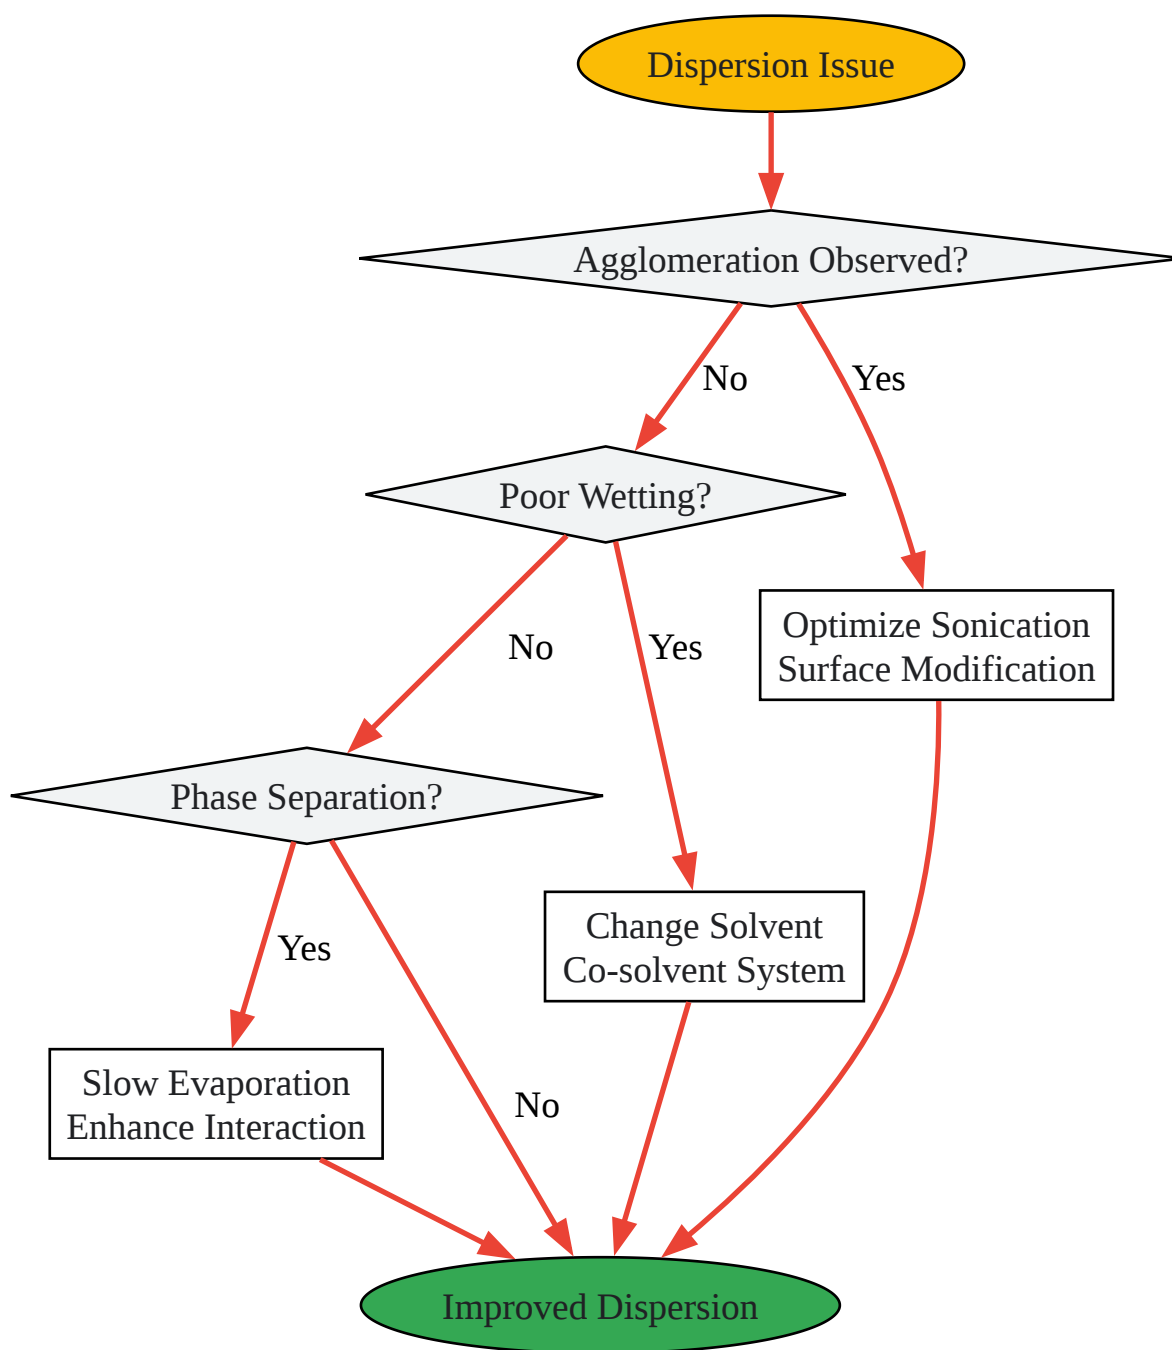 Dispersion Issue
Agglomeration Observed?
No
Yes
Poor Wetting?
Optimize Sonication
Surface Modification
No
Yes
Phase Separation?
Change Solvent
Co-solvent System
Yes
Slow Evaporation
Enhance Interaction
No
Improved Dispersion